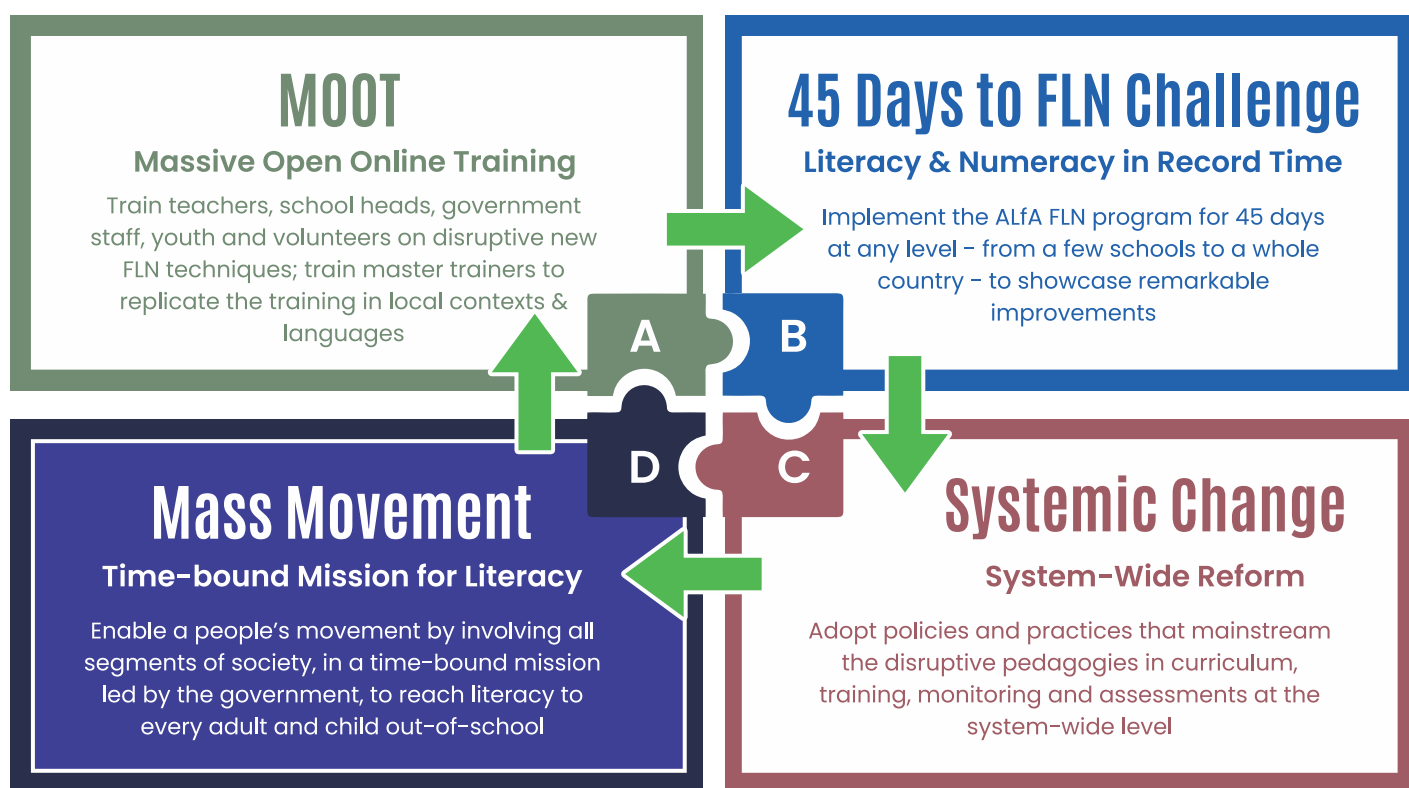 MOOT
Massive Open Online Training
Train teachers, school heads, government
staff, youth and volunteers on disruptive new
FLN techniques; train master trainers to
replicate the training in local contexts &
languages
45 Days to FLN Challenge
Literacy & Numeracy in Record Time
Implement the ALfA FLN program for 45 days
at any level - from a few schools to a whole
country - to showcase remarkable
improvements
A
B
D
C
Mass Movement
Time-bound Mission for Literacy
Enable a people's movement by involving all
segments of society, in a time-bound mission
led by the government, to reach literacy to
every adult and child out-of-school
Systemic Change
System-Wide Reform
Adopt policies and practices that mainstream
the disruptive pedagogies in curriculum,
training, monitoring and assessments at the
system-wide level